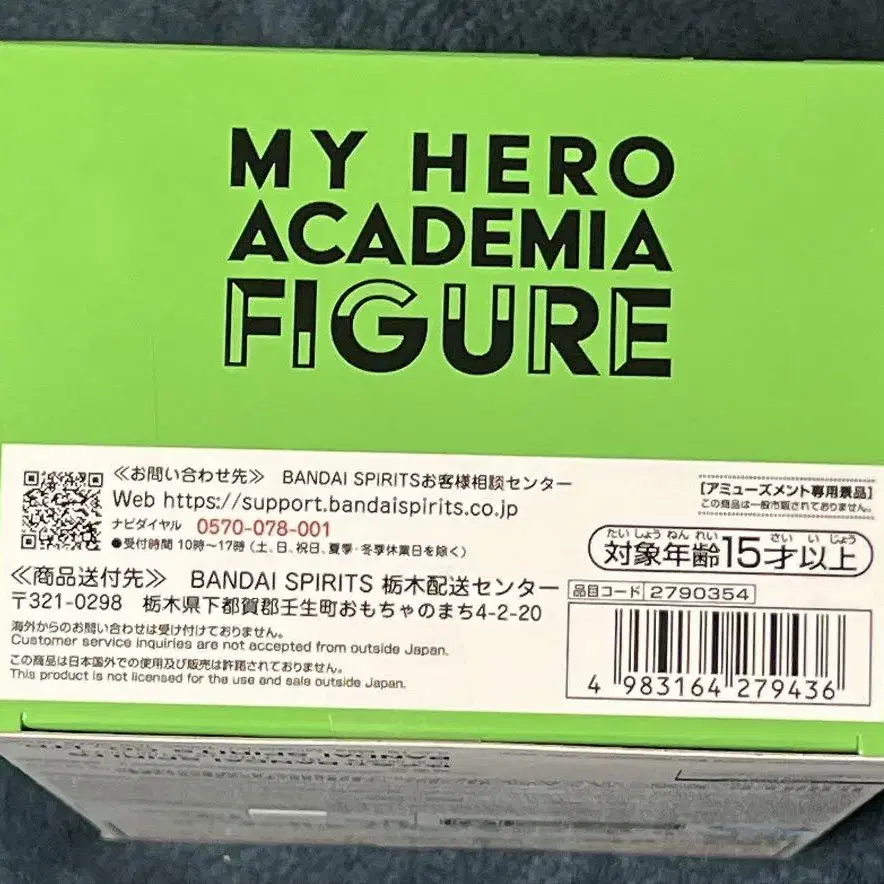 MY HERO
ACADEMIA
FIGURE
≪お問い合わせ先≫ BANDAI SPIRITSお客様相談センター
Web https://support.bandaispirits.co.jp
ナビダイヤル 0570-078-001
●受付時間 10時～17時 (土、日、祝日、夏季・冬季休業日を除く)
≪商品送付先≫ BANDAI SPIRITS 栃木配送センター
〒321-0298 栃木県下都賀郡壬生町おもちゃのまち4-2-20
海外からのお問い合わせは受け付けておりません。
Customer service inquiries are not accepted from outside Japan.
この商品は日本国外での使用及び販売は許諾されておりません。
This product is not licensed for the use and sale outside Japan.
【アミューズメント専用景品】
この商品は一般市販されておりません。
たいしょうねんれい さいいじょう
対象年齢15才以上
品目コード 2790354
4 983164 279436